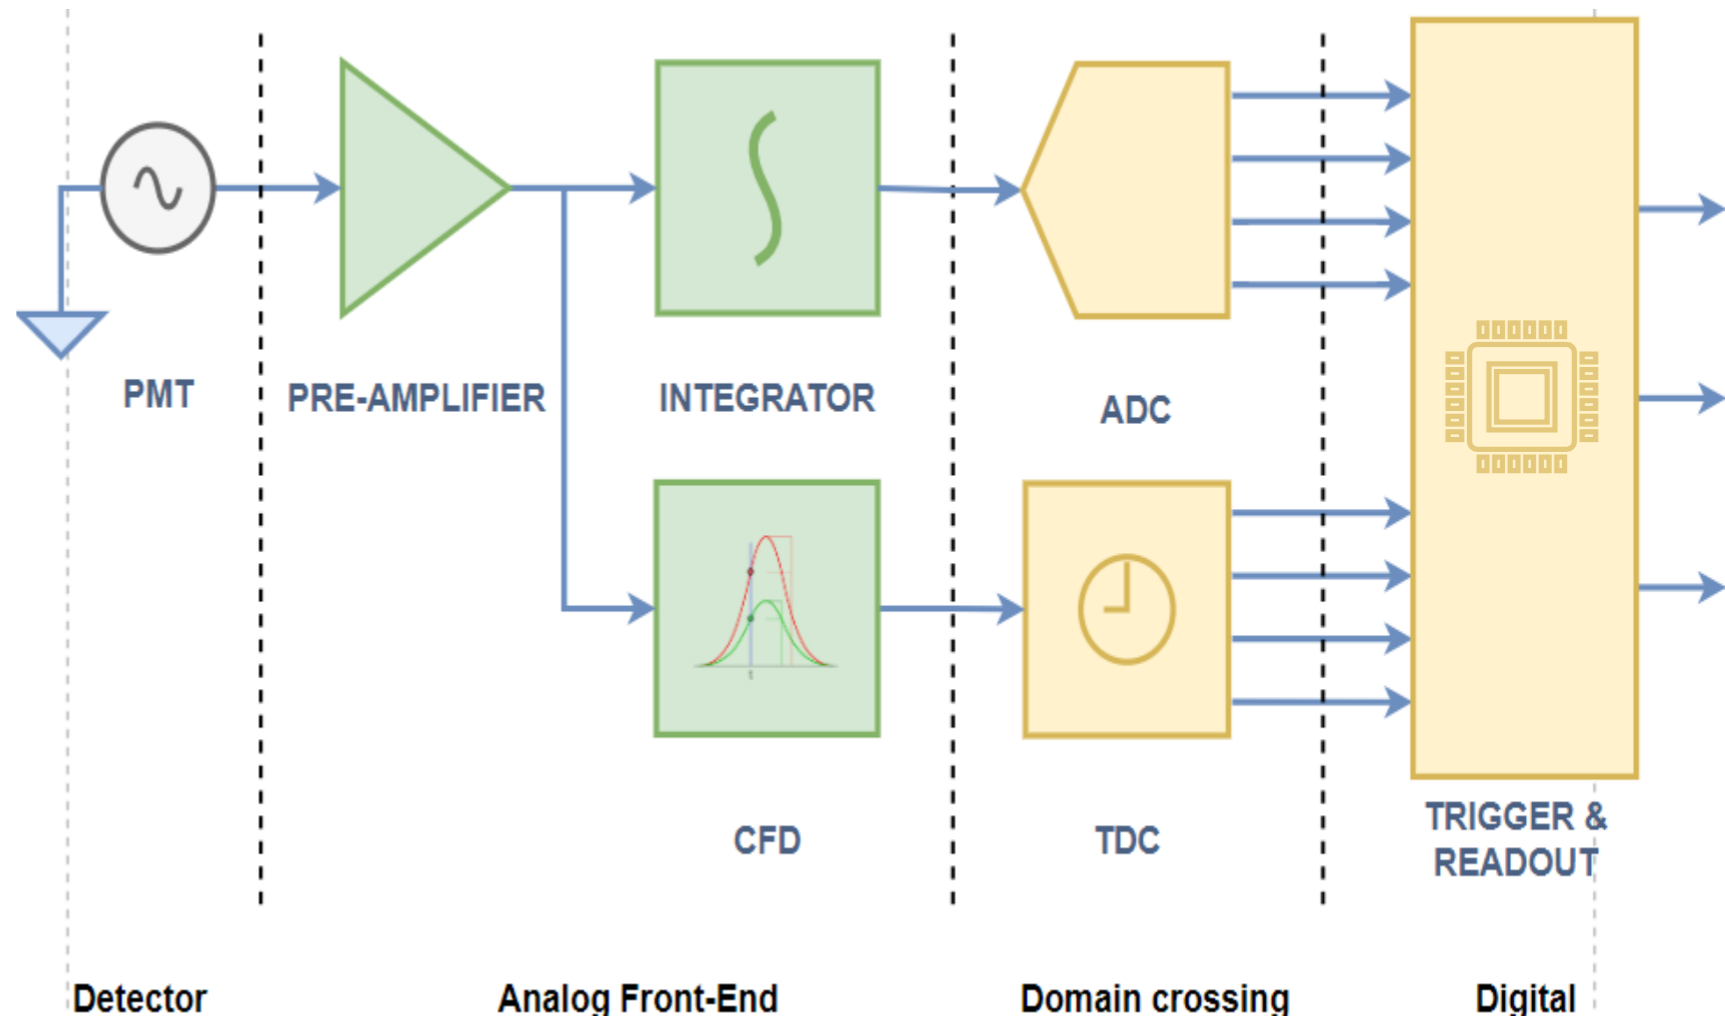 PMT
PRE-AMPLIFIER
INTEGRATOR
ADC
t
CFD
TDC
TRIGGER &
READOUT
Detector
Analog Front-End
Domain crossing
Digital